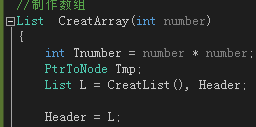 //制作数组
List CreatArray(int number)
{
int Tnumber = number * number;
PtrToNode Tmp;
List L = CreatList(), Header;
Header = L;